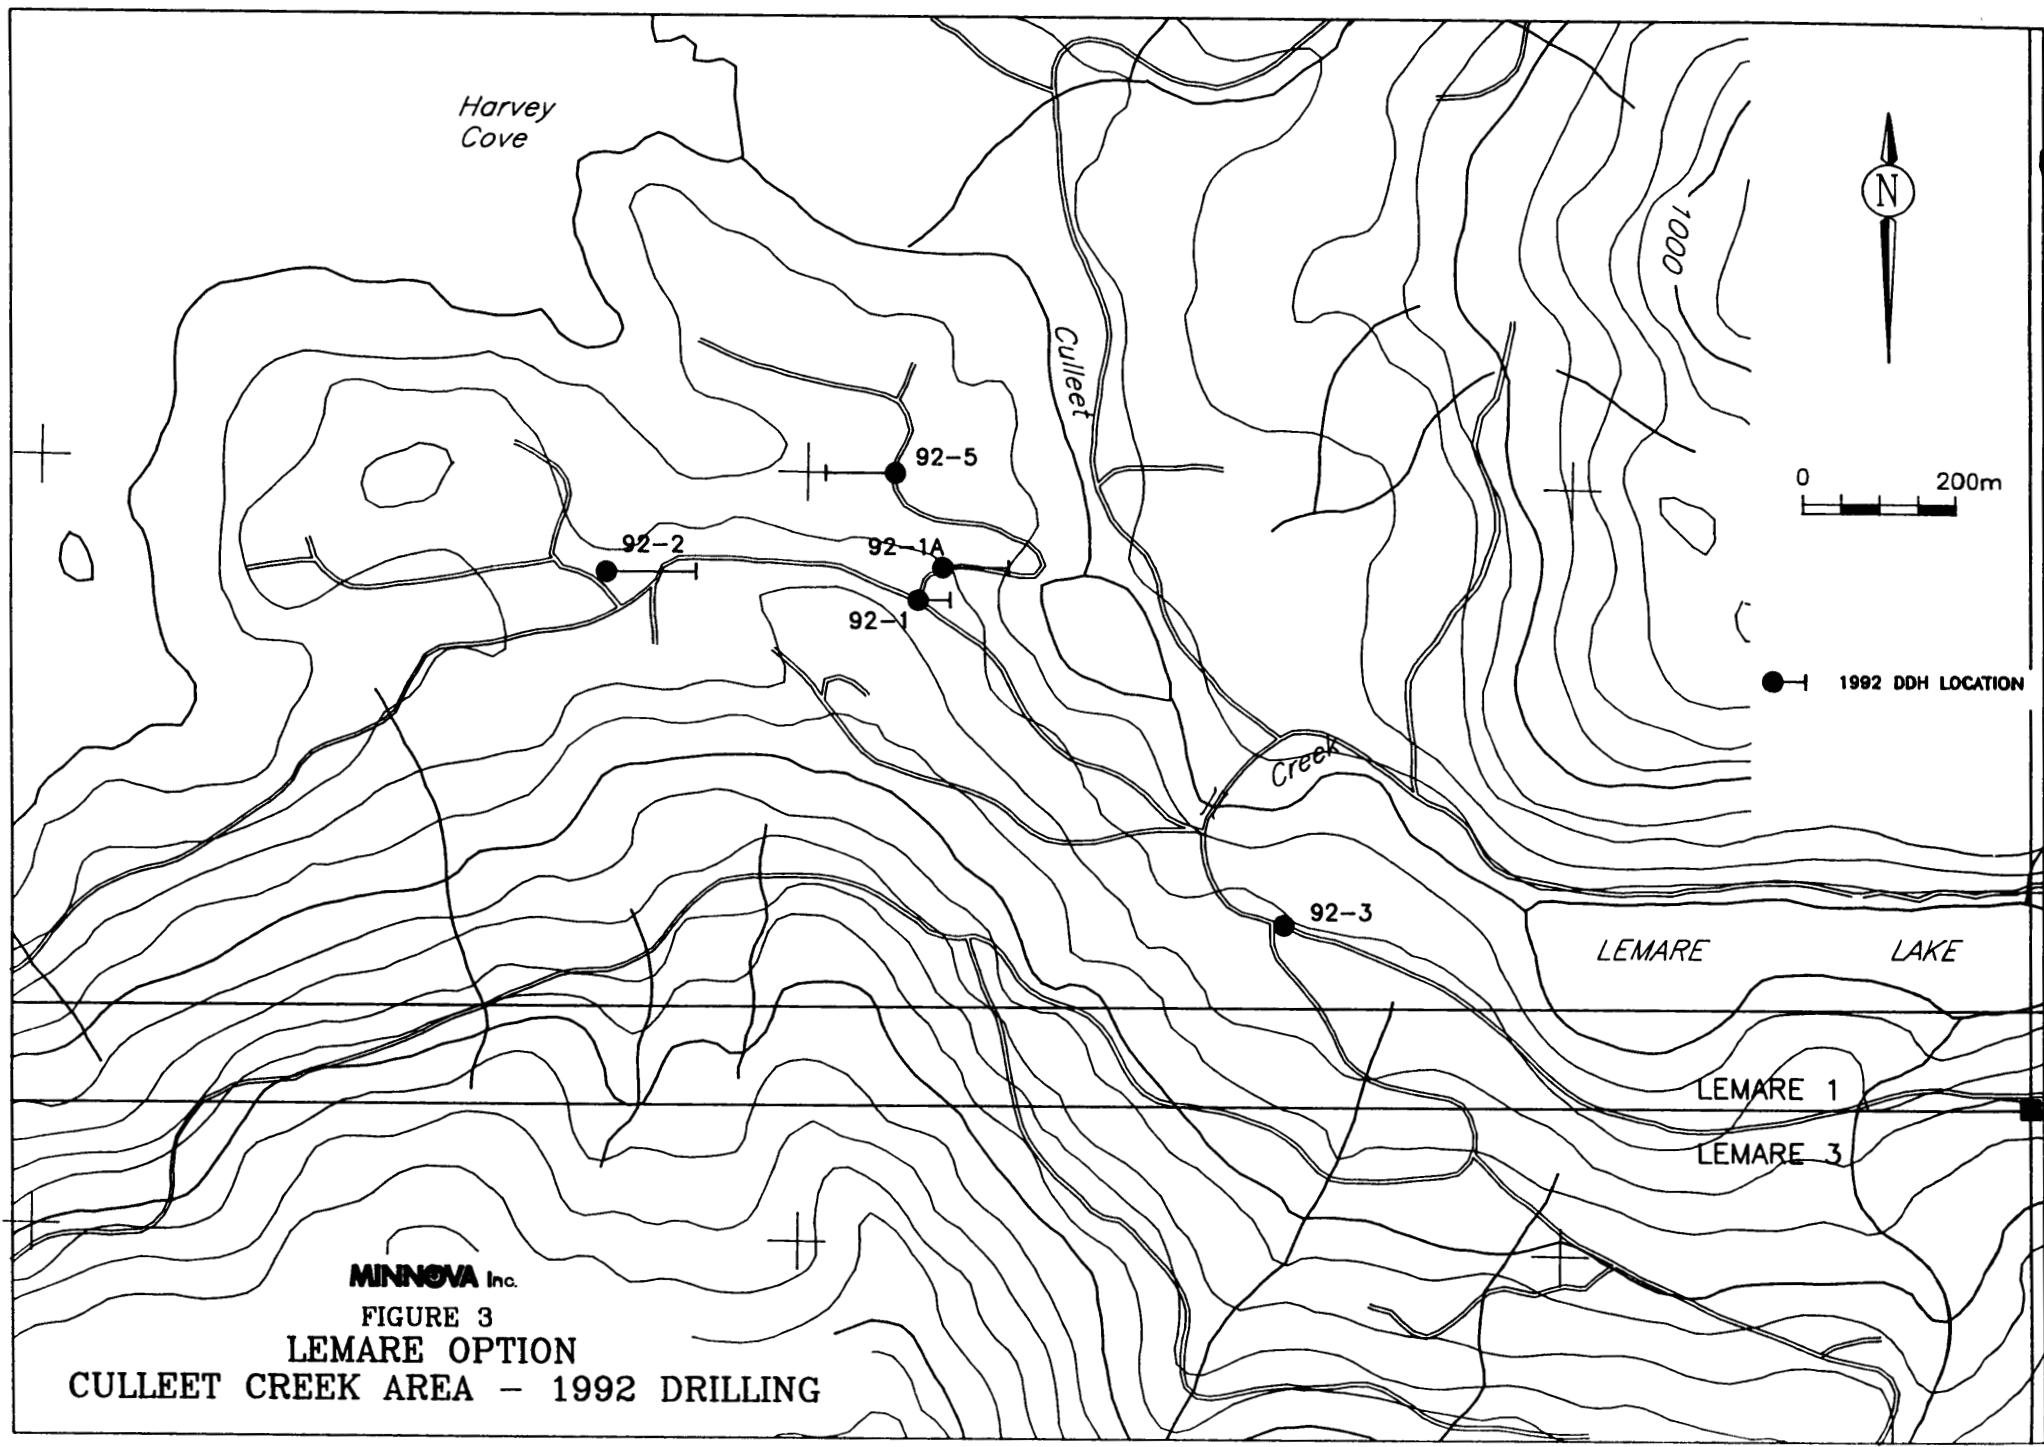 Harvey
Cove
N
1000
Culleet
0 200m
92-5
92-2
92-1A
92-1
1992 DDH LOCATION
Creek
92-3
LEMARE LAKE
LEMARE 1
LEMARE 3
MINNOVA Inc.
FIGURE 3
LEMARE OPTION
CULLEET CREEK AREA - 1992 DRILLING